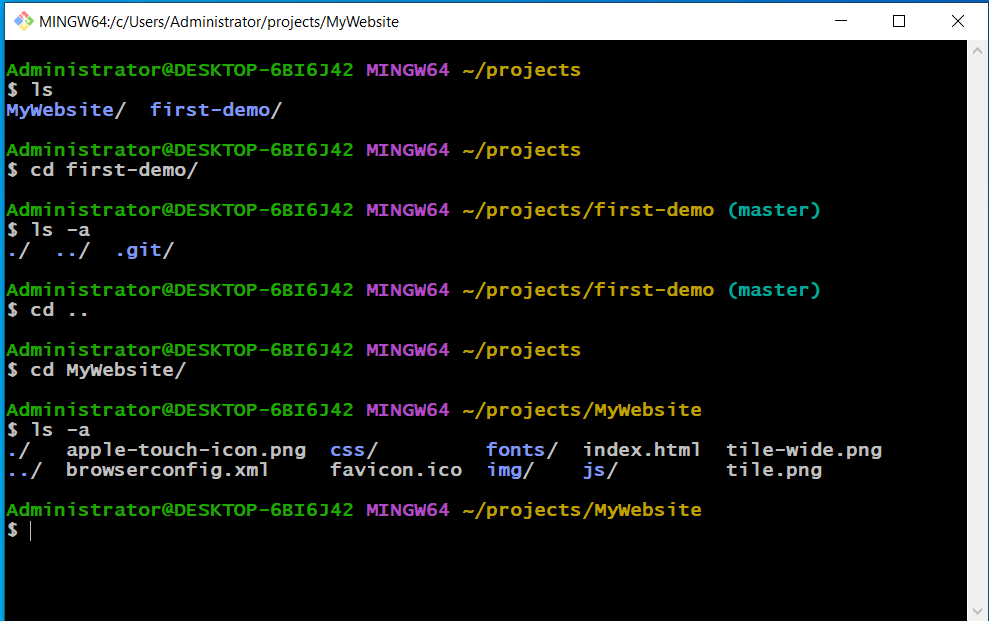 MINGW64:/c/Users/Administrator/projects/MyWebsite
Administrator@DESKTOP-6BI6J42 MINGW64 ~/projects
$ ls
MyWebsite/  first-demo/
Administrator@DESKTOP-6BI6J42 MINGW64 ~/projects
$ cd first-demo/
Administrator@DESKTOP-6BI6J42 MINGW64 ~/projects/first-demo (master)
$ ls -a
./  ../  .git/
Administrator@DESKTOP-6BI6J42 MINGW64 ~/projects/first-demo (master)
$ cd ..
Administrator@DESKTOP-6BI6J42 MINGW64 ~/projects
$ cd MyWebsite/
Administrator@DESKTOP-6BI6J42 MINGW64 ~/projects/MyWebsite
$ ls -a
./   apple-touch-icon.png  css/         fonts/  index.html  tile-wide.png
../  browserconfig.xml     favicon.ico  img/    js/         tile.png
Administrator@DESKTOP-6BI6J42 MINGW64 ~/projects/MyWebsite
$